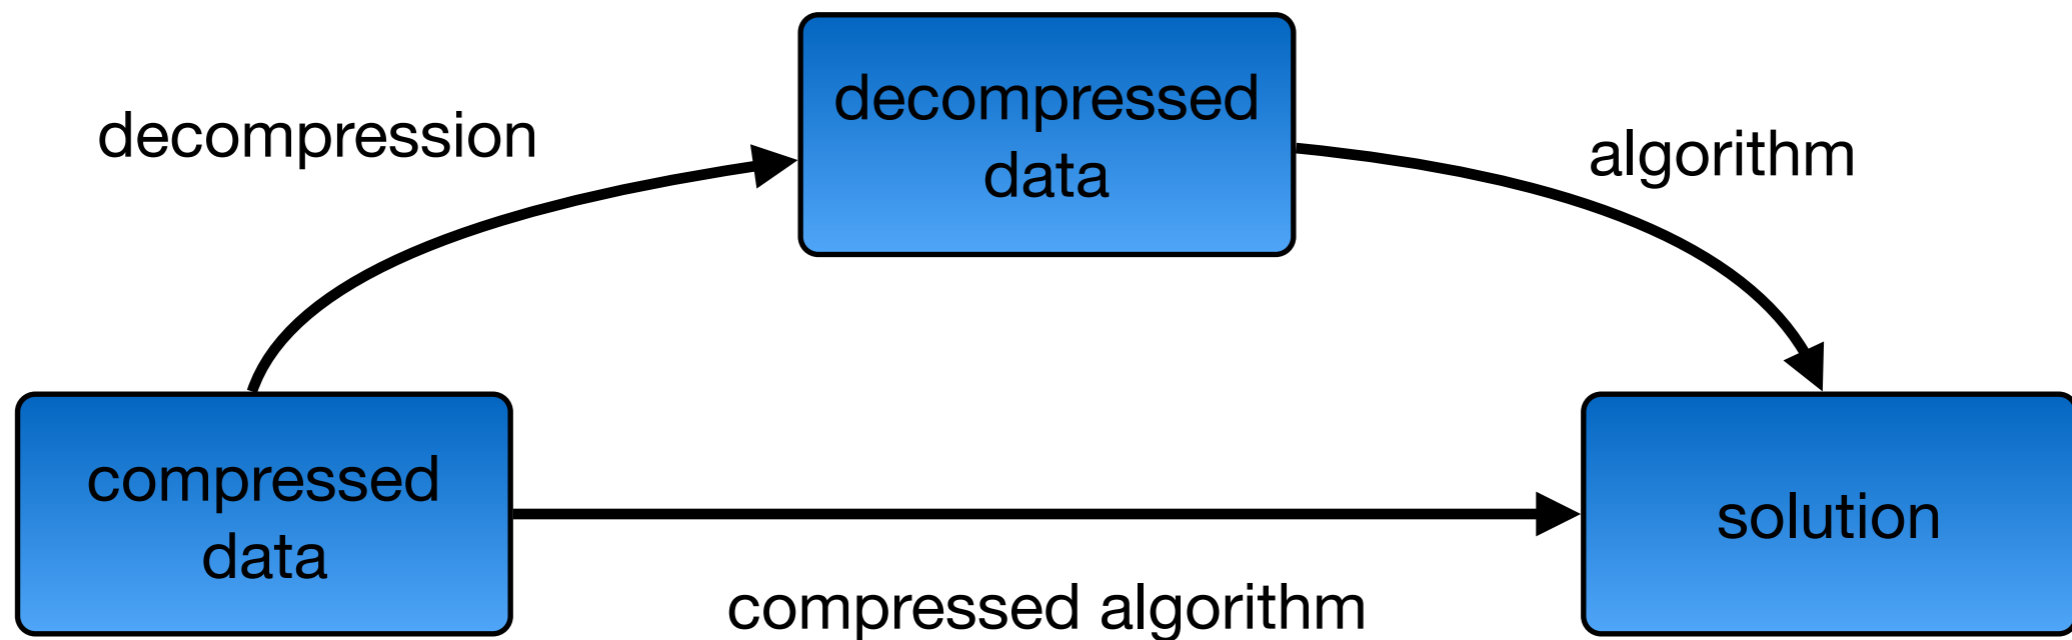 decompression
decompressed
data
algorithm
compressed
data
compressed algorithm
solution